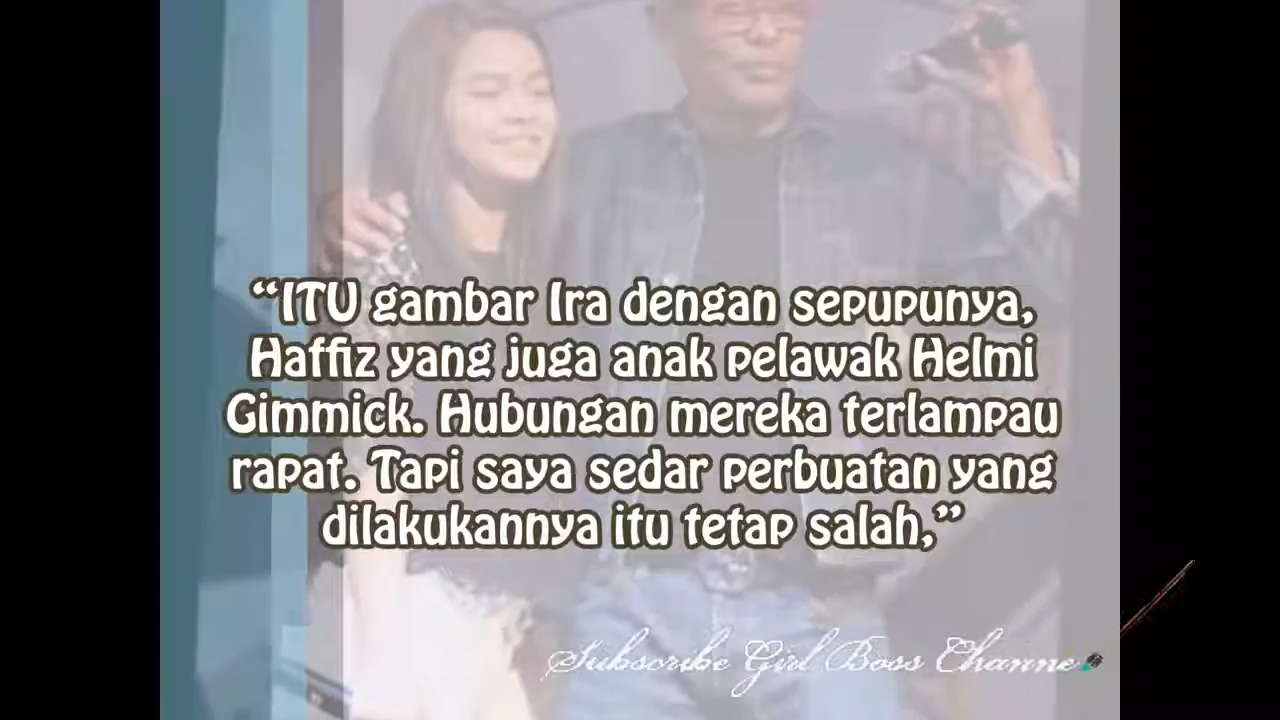 “ITU gambar Ira dengan sepupunya,
Haffiz yang juga anak pelawak Helmi
Gimmick. Hubungan mereka terlampau
rapat. Tapi saya sedar perbuatan yang
dilakukannya itu tetap salah,”
Subscribe Girl Boss Channe